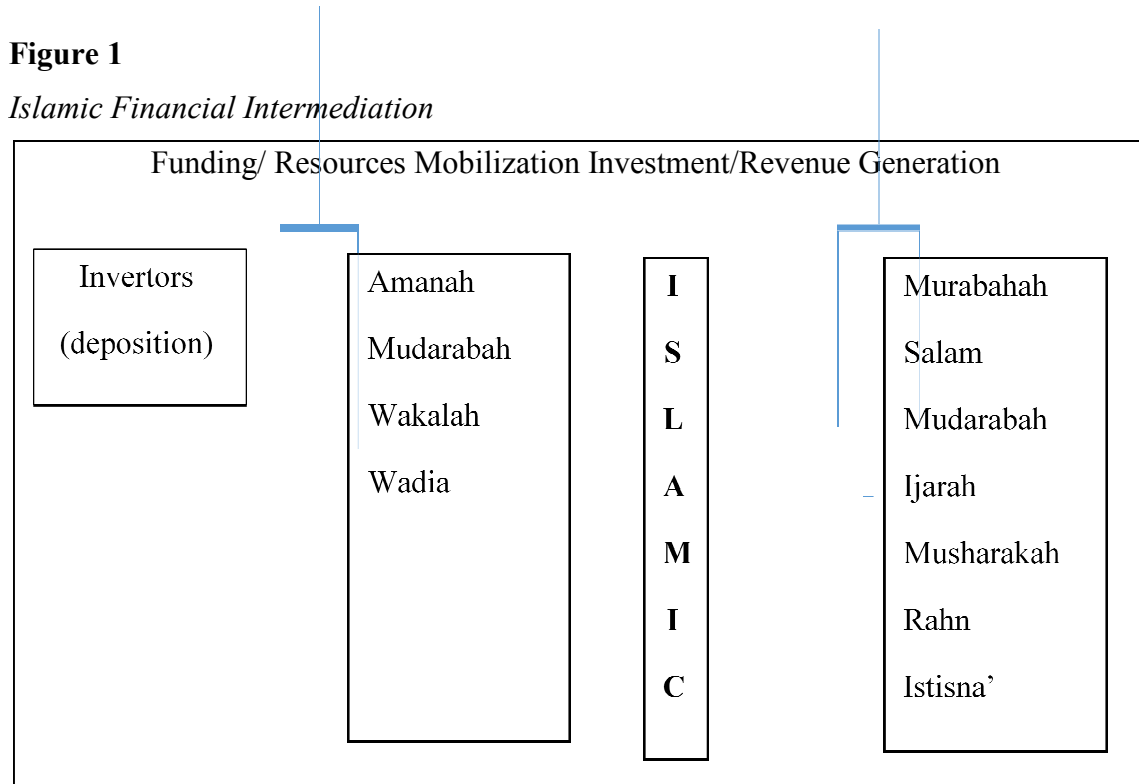 Figure 1
Islamic Financial Intermediation
Funding/ Resources Mobilization Investment/Revenue Generation
Invertors
(deposition)
Amanah
Mudarabah
Wakalah
Wadia
I
S
L
A
M
I
C
Murabahah
Salam
Mudarabah
Ijarah
Musharakah
Rahn
Istisna’